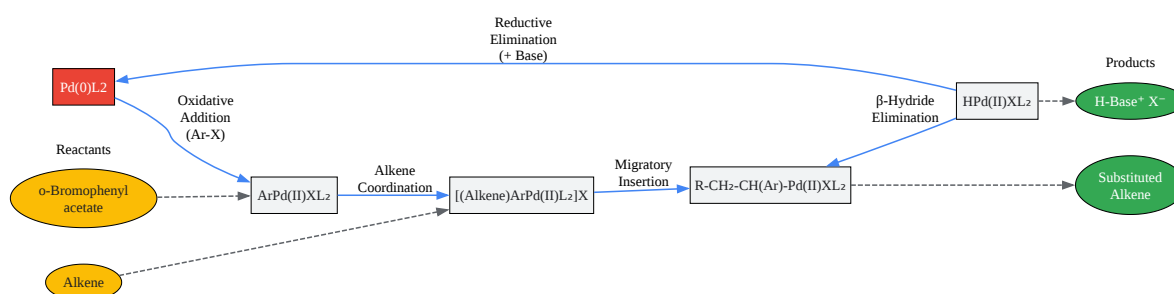 Reductive
Elimination
(+ Base)
Products
Pd(0)L2
Oxidative
Addition
(Ar-X)
HPd(II)XL₂
H-Base⁺ X⁻
β-Hydride
Elimination
Reactants
o-Bromophenyl
acetate
ArPd(II)XL₂
Alkene
Coordination
[(Alkene)ArPd(II)L₂]X
Migratory
Insertion
R-CH₂-CH(Ar)-Pd(II)XL₂
Substituted
Alkene
Alkene